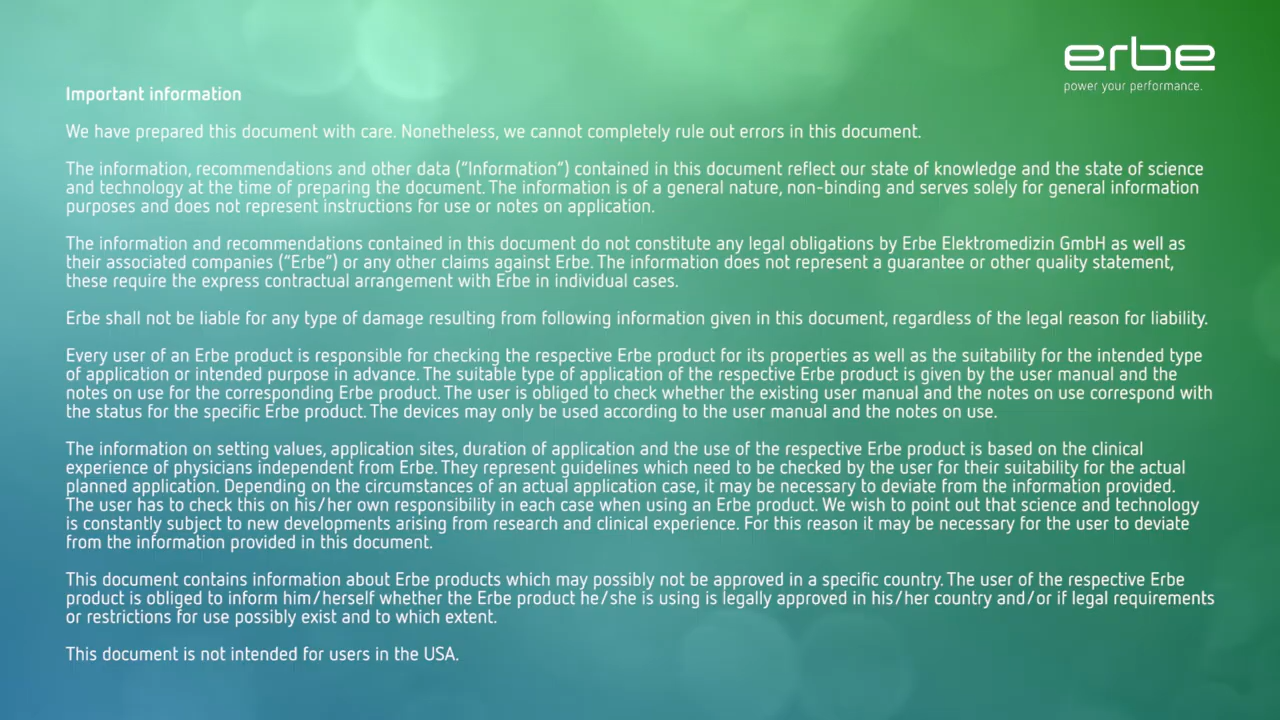 erbe
power your performance.
Important information
We have prepared this document with care. Nonetheless, we cannot completely rule out errors in this document.
The information, recommendations and other data (“Information”) contained in this document reflect our state of knowledge and the state of science
and technology at the time of preparing the document. The information is of a general nature, non-binding and serves solely for general information
purposes and does not represent instructions for use or notes on application.
The information and recommendations contained in this document do not constitute any legal obligations by Erbe Elektromedizin GmbH as well as
their associated companies (“Erbe”) or any other claims against Erbe. The information does not represent a guarantee or other quality statement,
these require the express contractual arrangement with Erbe in individual cases.
Erbe shall not be liable for any type of damage resulting from following information given in this document, regardless of the legal reason for liability.
Every user of an Erbe product is responsible for checking the respective Erbe product for its properties as well as the suitability for the intended type
of application or intended purpose in advance. The suitable type of application of the respective Erbe product is given by the user manual and the
notes on use for the corresponding Erbe product. The user is obliged to check whether the existing user manual and the notes on use correspond with
the status for the specific Erbe product. The devices may only be used according to the user manual and the notes on use.
The information on setting values, application sites, duration of application and the use of the respective Erbe product is based on the clinical
experience of physicians independent from Erbe. They represent guidelines which need to be checked by the user for their suitability for the actual
planned application. Depending on the circumstances of an actual application case, it may be necessary to deviate from the information provided.
The user has to check this on his/her own responsibility in each case when using an Erbe product. We wish to point out that science and technology
is constantly subject to new developments arising from research and clinical experience. For this reason it may be necessary for the user to deviate
from the information provided in this document.
This document contains information about Erbe products which may possibly not be approved in a specific country. The user of the respective Erbe
product is obliged to inform him/herself whether the Erbe product he/she is using is legally approved in his/her country and/or if legal requirements
or restrictions for use possibly exist and to which extent.
This document is not intended for users in the USA.